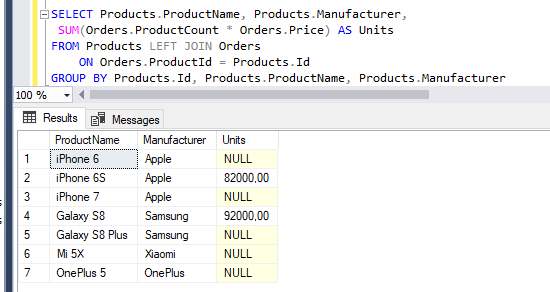 SELECT Products.ProductName, Products.Manufacturer,
SUM(Orders.ProductCount * Orders.Price) AS Units
FROM Products LEFT JOIN Orders
ON Orders.ProductId = Products.Id
GROUP BY Products.Id, Products.ProductName, Products.Manufacturer
100 %
Results Messages
ProductName Manufacturer Units
1 iPhone 6 Apple NULL
2 iPhone 6S Apple 82000,00
3 iPhone 7 Apple NULL
4 Galaxy S8 Samsung 92000,00
5 Galaxy S8 Plus Samsung NULL
6 Mi 5X Xiaomi NULL
7 OnePlus 5 OnePlus NULL